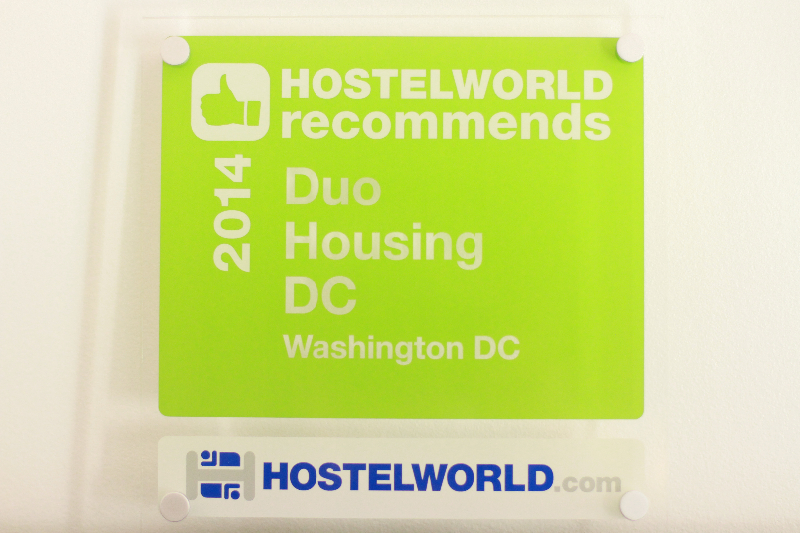 HOSTELWORLD
recommends
2014
Duo
Housing
DC
Washington DC
HOSTELWORLD.com